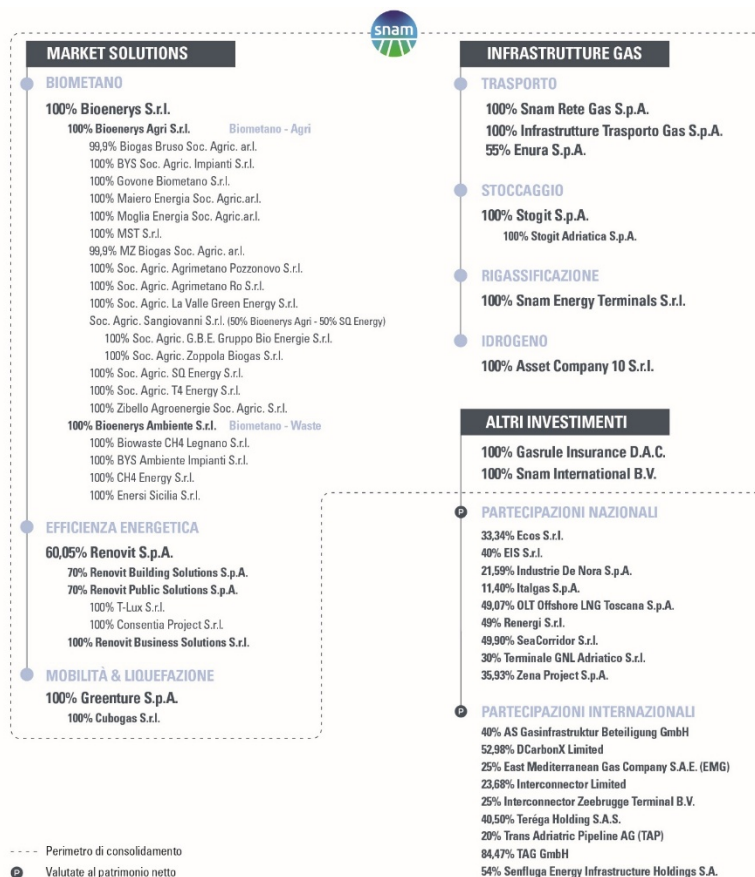 snam
MARKET SOLUTIONS
BIOMETANO
100% Bioenerys S.r.l.
100% Bioenerys Agri S.r.l. Biometano - Agri
99,9% Biogas Bruso Soc. Agric. ar.l.
100% BYS Soc. Agric. Impianti S.r.l.
100% Govone Biometano S.r.l.
100% Maiero Energia Soc. Agric.ar.l.
100% Moglia Energia Soc. Agric.ar.l.
100% MST S.r.l.
99,9% MZ Biogas Soc. Agric. ar.l.
100% Soc. Agric. Agrimetano Pozzonovo S.r.l.
100% Soc. Agric. Agrimetano Ro S.r.l.
100% Soc. Agric. La Valle Green Energy S.r.l.
Soc. Agric. Sangiovanni S.r.l. (50% Bioenerys Agri - 50% SQ Energy)
100% Soc. Agric. G.B.E. Gruppo Bio Energie S.r.l.
100% Soc. Agric. Zoppola Biogas S.r.l.
100% Soc. Agric. SQ Energy S.r.l.
100% Soc. Agric. T4 Energy S.r.l.
100% Zibello Agroenergie Soc. Agric. S.r.l.
100% Bioenerys Ambiente S.r.l. Biometano - Waste
100% Biowaste CH4 Legnano S.r.l.
100% BYS Ambiente Impianti S.r.l.
100% CH4 Energy S.r.l.
100% Enersi Sicilia S.r.l.
EFFICIENZA ENERGETICA
60,05% Renovit S.p.A.
70% Renovit Building Solutions S.p.A.
70% Renovit Public Solutions S.p.A.
100% T-Lux S.r.l.
100% Consentia Project S.r.l.
100% Renovit Business Solutions S.r.l.
MOBILITÀ & LIQUEFAZIONE
100% Greenture S.p.A.
100% Cubogas S.r.l.
---- Perimetro di consolidamento
P Valutate al patrimonio netto
INFRASTRUTTURE GAS
TRASPORTO
100% Snam Rete Gas S.p.A.
100% Infrastrutture Trasporto Gas S.p.A.
55% Enura S.p.A.
STOCCAGGIO
100% Stogit S.p.A.
100% Stogit Adriatica S.p.A.
RIGASSIFICAZIONE
100% Snam Energy Terminals S.r.l.
IDROGENO
100% Asset Company 10 S.r.l.
ALTRI INVESTIMENTI
100% Gasrule Insurance D.A.C.
100% Snam International B.V.
P PARTECIPAZIONI NAZIONALI
33,34% Ecos S.r.l.
40% EIS S.r.l.
21,59% Industrie De Nora S.p.A.
11,40% Italgas S.p.A.
49,07% OLT Offshore LNG Toscana S.p.A.
49% Renergi S.r.l.
49,90% SeaCorridor S.r.l.
30% Terminale GNL Adriatico S.r.l.
35,93% Zena Project S.p.A.
P PARTECIPAZIONI INTERNAZIONALI
40% AS Gasinfrastruktur Beteiligung GmbH
52,98% DCarbonX Limited
25% East Mediterranean Gas Company S.A.E. (EMG)
23,68% Interconnector Limited
25% Interconnector Zeebrugge Terminal B.V.
40,50% Teréga Holding S.A.S.
20% Trans Adriatic Pipeline AG (TAP)
84,47% TAG GmbH
54% Senfluga Energy Infrastructure Holdings S.A.